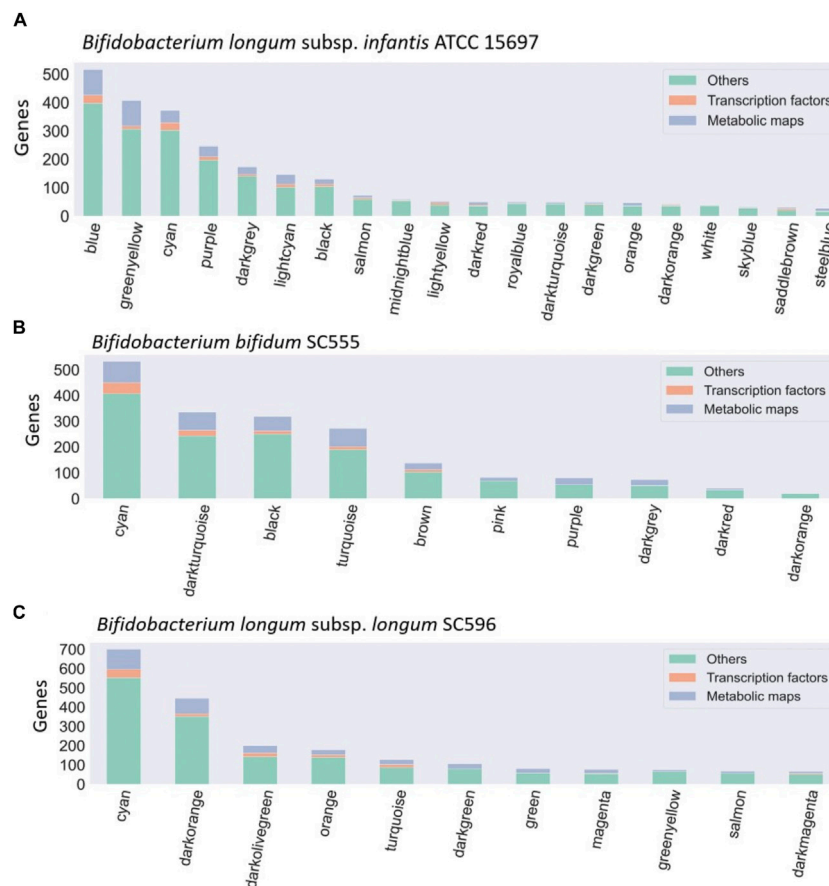 A
Bifidobacterium longum subsp. infantis ATCC 15697
Genes
500
400
300
200
100
0
Others
Transcription factors
Metabolic maps
blue
greenyellow
cyan
purple
darkgrey
lightcyan
black
salmon
midnightblue
lightyellow
darkred
royalblue
darkturquoise
darkgreen
orange
darkorange
white
skyblue
saddlebrown
steelblue
B
Bifidobacterium bifidum SC555
Genes
500
400
300
200
100
0
Others
Transcription factors
Metabolic maps
cyan
darkturquoise
black
turquoise
brown
pink
purple
darkgrey
darkred
darkorange
C
Bifidobacterium longum subsp. longum SC596
Genes
700
600
500
400
300
200
100
0
Others
Transcription factors
Metabolic maps
cyan
darkorange
darkolivegreen
orange
turquoise
darkgreen
green
magenta
greenyellow
salmon
darkmagenta